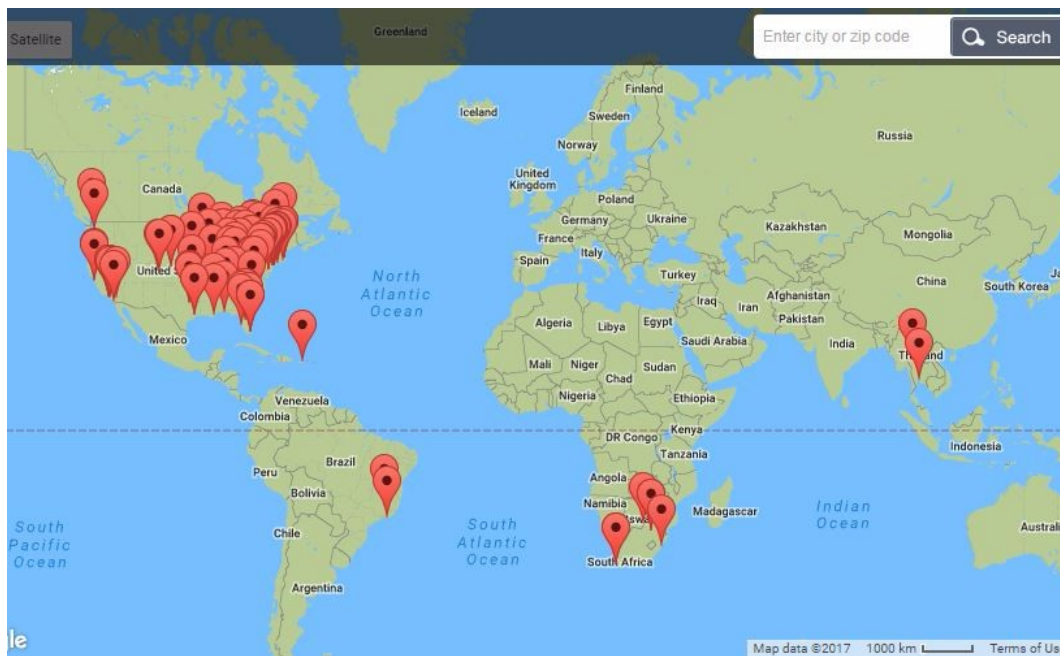 Satellite
Greenland
Enter city or zip code
Search
Iceland
Finland
Sweden
Norway
Russia
Canada
United
Kingdom
Poland
Germany
Ukraine
France
Italy
Spain
Kazakhstan
Mongolia
Turkey
China
South Korea
North
Atlantic
Ocean
Iraq
Iran
Afghanistan
Pakistan
Mexico
Algeria
Libya
Egypt
Saudi Arabia
India
Mali
Niger
Chad
Sudan
Nigeria
Ethiopia
Venezuela
Colombia
DR Congo
Kenya
Tanzania
Indonesia
Peru
Brazil
Bolivia
Angola
Namibia
Madagascar
Indian
Ocean
South
Pacific
Ocean
Chile
South
Atlantic
Ocean
South Africa
Argentina
Map data ©2017
1000 km
Terms of Us